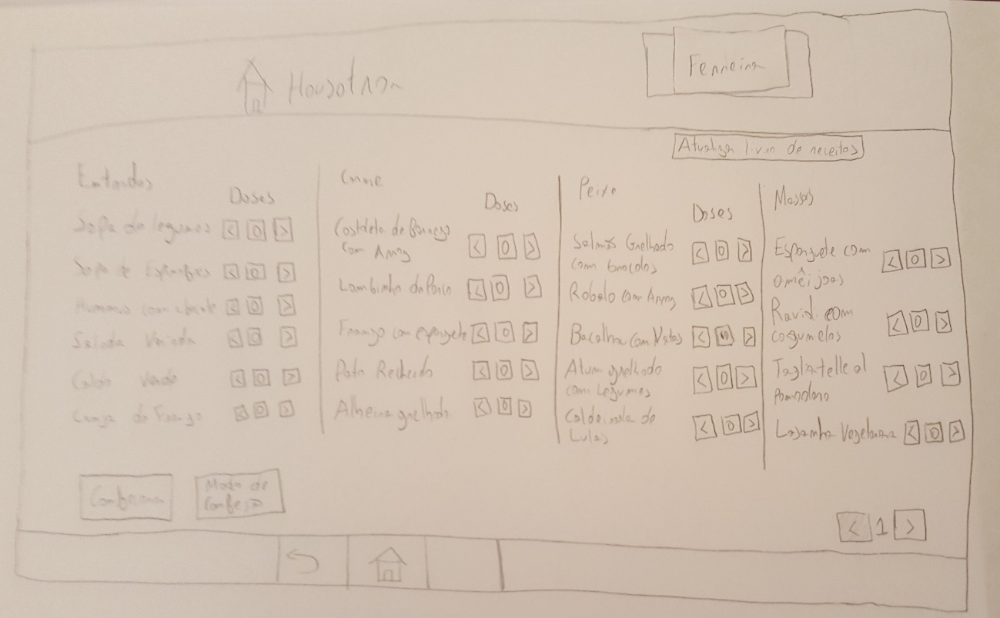 Ferreira
Atualizar livro de receitas
Entradas
Doses
Sopa de legumes < 0 >
Sopa de Espinafres < 0 >
Hummus com < 0 >
Salada Variada < 0 >
Caldo Verde < 0 >
Canja de Frango < 0 >
Carne
Doses
Costeleta de Borrego
com Arroz < 0 >
Lombinho de Porco < 0 >
Frango com esparguete < 0 >
Pato Recheado < 0 >
Alheira grelhada < 0 >
Peixe
Doses
Salmão Grelhado
com brocolos < 0 >
Robalo com Arroz < 0 >
Bacalhau com Natas < 0 >
Atum grelhado
com Legumes < 0 >
Caldeirada de
Lulas < 0 >
Massas
Esparguete com
amêijoas < 0 >
Ravioli com
cogumelos < 0 >
Tagliatelle al
Pomodoro < 0 >
Lasanha Vegetariana < 0 >
Confirmar
Modo de
Confeção
< 1 >